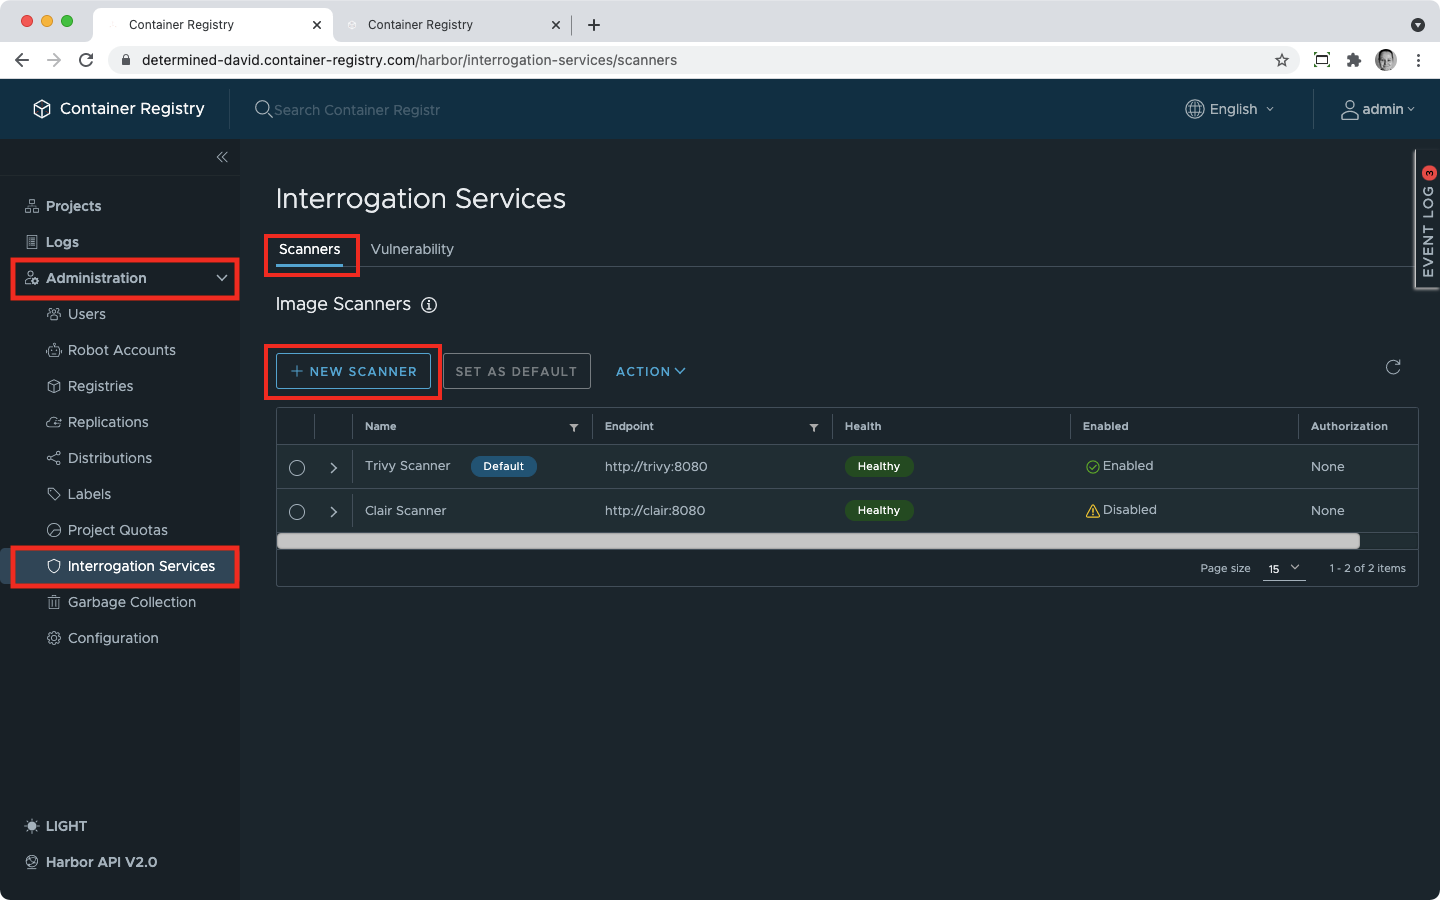 Container Registry
Container Registry
determined-david.container-registry.com/harbor/interrogation-services/scanners
Container Registry
Search Container Registr
English
admin
Projects
Logs
Administration
Users
Robot Accounts
Registries
Replications
Distributions
Labels
Project Quotas
Interrogation Services
Garbage Collection
Configuration
LIGHT
Harbor API V2.0
Interrogation Services
Scanners Vulnerability
Image Scanners
NEW SCANNER SET AS DEFAULT ACTION
Name Endpoint Health Enabled Authorization
Trivy Scanner Default http://trivy:8080 Healthy Enabled None
Clair Scanner http://clair:8080 Healthy Disabled None
Page size 15 1 - 2 of 2 items
EVENT LOG 3